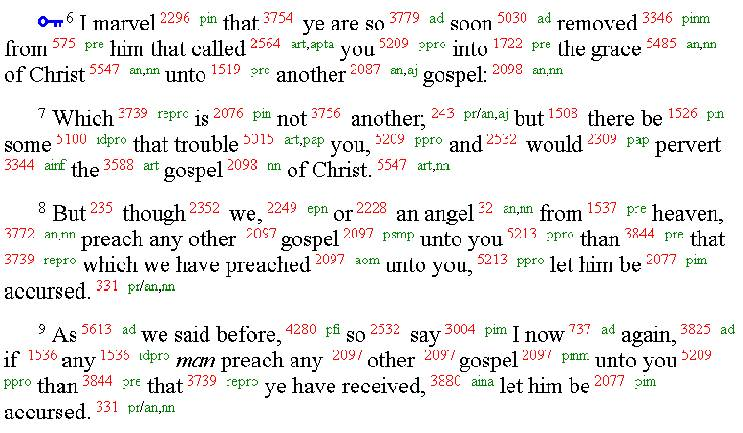 6 I marvel 2296 pin that 3754 ye are so 3779 ad soon 5030 ad removed 3346 pinm
from 575 pre him that called 2564 art,apta you 5209 ppro into 1722 pre the grace 5485 an,nn
of Christ 5547 an,nn unto 1519 pre another 2087 an,aj gospel: 2098 an,nn
7 Which 3739 repro is 2076 pin not 3756 another; 243 pr/an,aj but 1508 there be 1526 pin
some 5100 idpro that trouble 5015 art,pap you, 5209 ppro and 2532 would 2309 pap pervert
3344 ainf the 3588 art gospel 2098 nn of Christ. 5547 art,nn
8 But 235 though 2352 we, 2249 epn or 2228 an angel 32 an,nn from 1537 pre heaven,
3772 an,nn preach any other 2097 gospel 2097 psmp unto you 5213 ppro than 3844 pre that
3739 repro which we have preached 2097 aom unto you, 5213 ppro let him be 2077 pim
accursed. 331 pr/an,nn
9 As 5613 ad we said before, 4280 pfi so 2532 say 3004 pim I now 737 ad again, 3825 ad
if 1536 any 1536 idpro man preach any 2097 other 2097 gospel 2097 pinm unto you 5209
ppro than 3844 pre that 3739 repro ye have received, 3880 aina let him be 2077 pim
accursed. 331 pr/an,nn